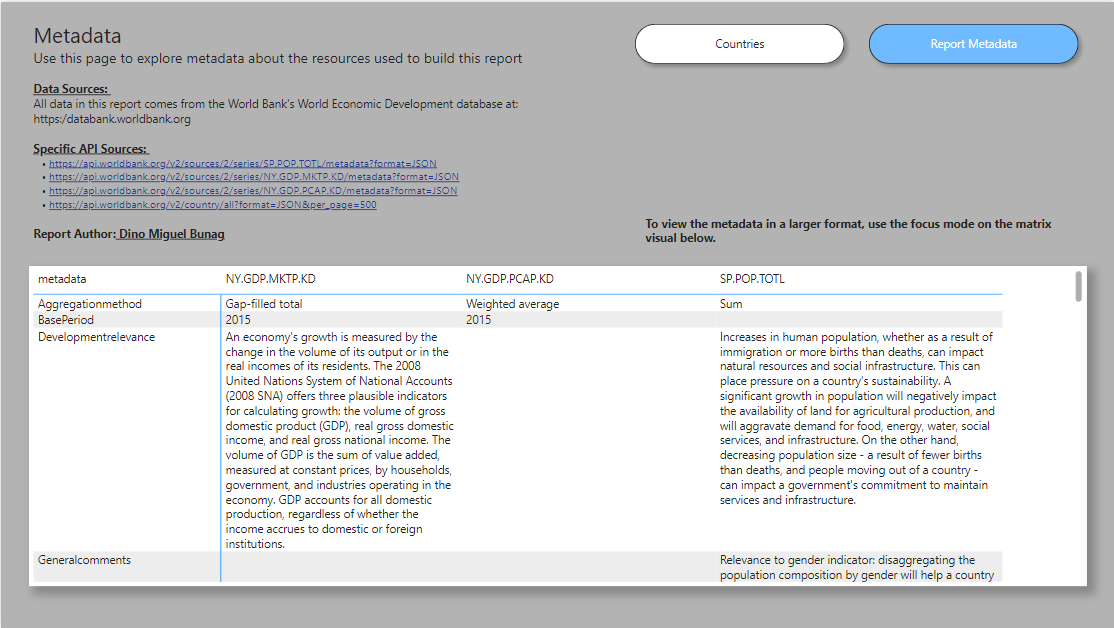 Metadata
Use this page to explore metadata about the resources used to build this report
Countries
Report Metadata
Data Sources:
All data in this report comes from the World Bank's World Economic Development database at:
https:/databank.worldbank.org
Specific API Sources:
• https://api.worldbank.org/v2/sources/2/series/SP.POP.TOTL/metadata?format=JSON
• https://api.worldbank.org/v2/sources/2/series/NY.GDP.MKTP.KD/metadata?format=JSON
• https://api.worldbank.org/v2/sources/2/series/NY.GDP.PCAP.KD/metadata?format=JSON
• https://api.worldbank.org/v2/country/all?format=JSON&per_page=500
Report Author: Dino Miguel Bunag
To view the metadata in a larger format, use the focus mode on the matrix
visual below.
metadata NY.GDP.MKTP.KD NY.GDP.PCAP.KD SP.POP.TOTL
Aggregationmethod Gap-filled total Weighted average Sum
BasePeriod 2015 2015
Developmentrelevance
An economy's growth is measured by the
change in the volume of its output or in the
real incomes of its residents. The 2008
United Nations System of National Accounts
(2008 SNA) offers three plausible indicators
for calculating growth: the volume of gross
domestic product (GDP), real gross domestic
income, and real gross national income. The
volume of GDP is the sum of value added,
measured at constant prices, by households,
government, and industries operating in the
economy. GDP accounts for all domestic
production, regardless of whether the
income accrues to domestic or foreign
institutions.
Increases in human population, whether as a result of
immigration or more births than deaths, can impact
natural resources and social infrastructure. This can
place pressure on a country's sustainability. A
significant growth in population will negatively impact
the availability of land for agricultural production, and
will aggravate demand for food, energy, water, social
services, and infrastructure. On the other hand,
decreasing population size - a result of fewer births
than deaths, and people moving out of a country -
can impact a government's commitment to maintain
services and infrastructure.
Generalcomments
Relevance to gender indicator: disaggregating the
population composition by gender will help a country